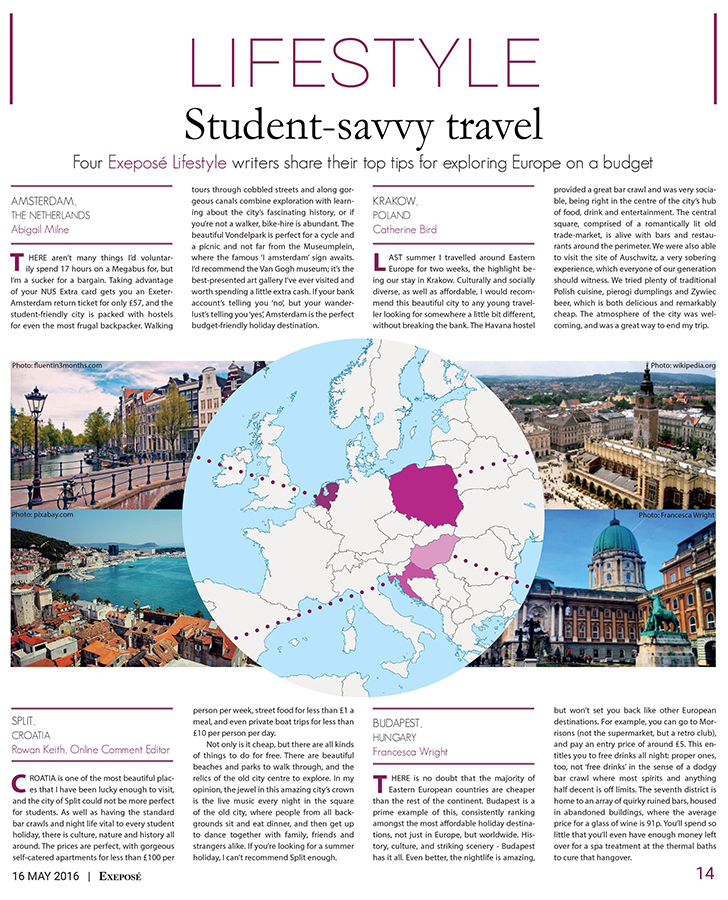 LIFESTYLE
Student-savvy travel
Four Exeposé Lifestyle writers share their top tips for exploring Europe on a budget
AMSTERDAM,
THE NETHERLANDS
Abigail Milne
THERE aren't many things I'd voluntar-
ily spend 17 hours on a Megabus for, but
I'm a sucker for a bargain. Taking advantage
of your NUS Extra card gets you an Exeter-
Amsterdam return ticket for only £57, and the
student-friendly city is packed with hostels
for even the most frugal backpacker. Walking
tours through cobbled streets and along gor-
geous canals combine exploration with learn-
ing about the city's fascinating history, or if
you're not a walker, bike-hire is abundant. The
beautiful Vondelpark is perfect for a cycle and
a picnic and not far from the Museumplein,
where the famous 'I amsterdam' sign awaits.
I'd recommend the Van Gogh museum; it's the
best-presented art gallery I've ever visited and
worth spending a little extra cash. If your bank
account's telling you 'no', but your wander-
lust's telling you 'yes', Amsterdam is the perfect
budget-friendly holiday destination.
KRAKOW,
POLAND
Catherine Bird
LAST summer I travelled around Eastern
Europe for two weeks, the highlight be-
ing our stay in Krakow. Culturally and socially
diverse, as well as affordable, I would recom-
mend this beautiful city to any young travel-
ler looking for somewhere a little bit different,
without breaking the bank. The Havana hostel
provided a great bar crawl and was very socia-
ble, being right in the centre of the city's hub
of food, drink and entertainment. The central
square, comprised of a romantically lit old
trade-market, is alive with bars and restau-
rants around the perimeter. We were also able
to visit the site of Auschwitz, a very sobering
experience, which everyone of our generation
should witness. We tried plenty of traditional
Polish cuisine, pierogi dumplings and Zywiec
beer, which is both delicious and remarkably
cheap. The atmosphere of the city was wel-
coming, and was a great way to end my trip.
Photo: fluentin3months.com
Photo: wikipedia.org
Photo: pixabay.com
Photo: Francesca Wright
SPLIT,
CROATIA
Rowan Keith, Online Comment Editor
CROATIA is one of the most beautiful plac-
es that I have been lucky enough to visit,
and the city of Split could not be more perfect
for students. As well as having the standard
bar crawls and night life vital to every student
holiday, there is culture, nature and history all
around. The prices are perfect, with gorgeous
self-catered apartments for less than £100 per
person per week, street food for less than £1 a
meal, and even private boat trips for less than
£10 per person per day.
Not only is it cheap, but there are all kinds
of things to do for free. There are beautiful
beaches and parks to walk through, and the
relics of the old city centre to explore. In my
opinion, the jewel in this amazing city's crown
is the live music every night in the square
of the old city, where people from all back-
grounds sit and eat dinner, and then get up
to dance together with family, friends and
strangers alike. If you're looking for a summer
holiday, I can't recommend Split enough.
BUDAPEST,
HUNGARY
Francesca Wright
THERE is no doubt that the majority of
Eastern European countries are cheaper
than the rest of the continent. Budapest is a
prime example of this, consistently ranking
amongst the most affordable holiday destina-
tions, not just in Europe, but worldwide. His-
tory, culture, and striking scenery - Budapest
has it all. Even better, the nightlife is amazing,
but won't set you back like other European
destinations. For example, you can go to Mor-
risons (not the supermarket, but a retro club),
and pay an entry price of around £5. This en-
titles you to free drinks all night: proper ones,
too, not 'free drinks' in the sense of a dodgy
bar crawl where most spirits and anything
half decent is off limits. The seventh district is
home to an array of quirky ruined bars, housed
in abandoned buildings, where the average
price for a glass of wine is 91p. You'll spend so
little that you'll even have enough money left
over for a spa treatment at the thermal baths
to cure that hangover.
16 MAY 2016 | EXEPOSÉ
14